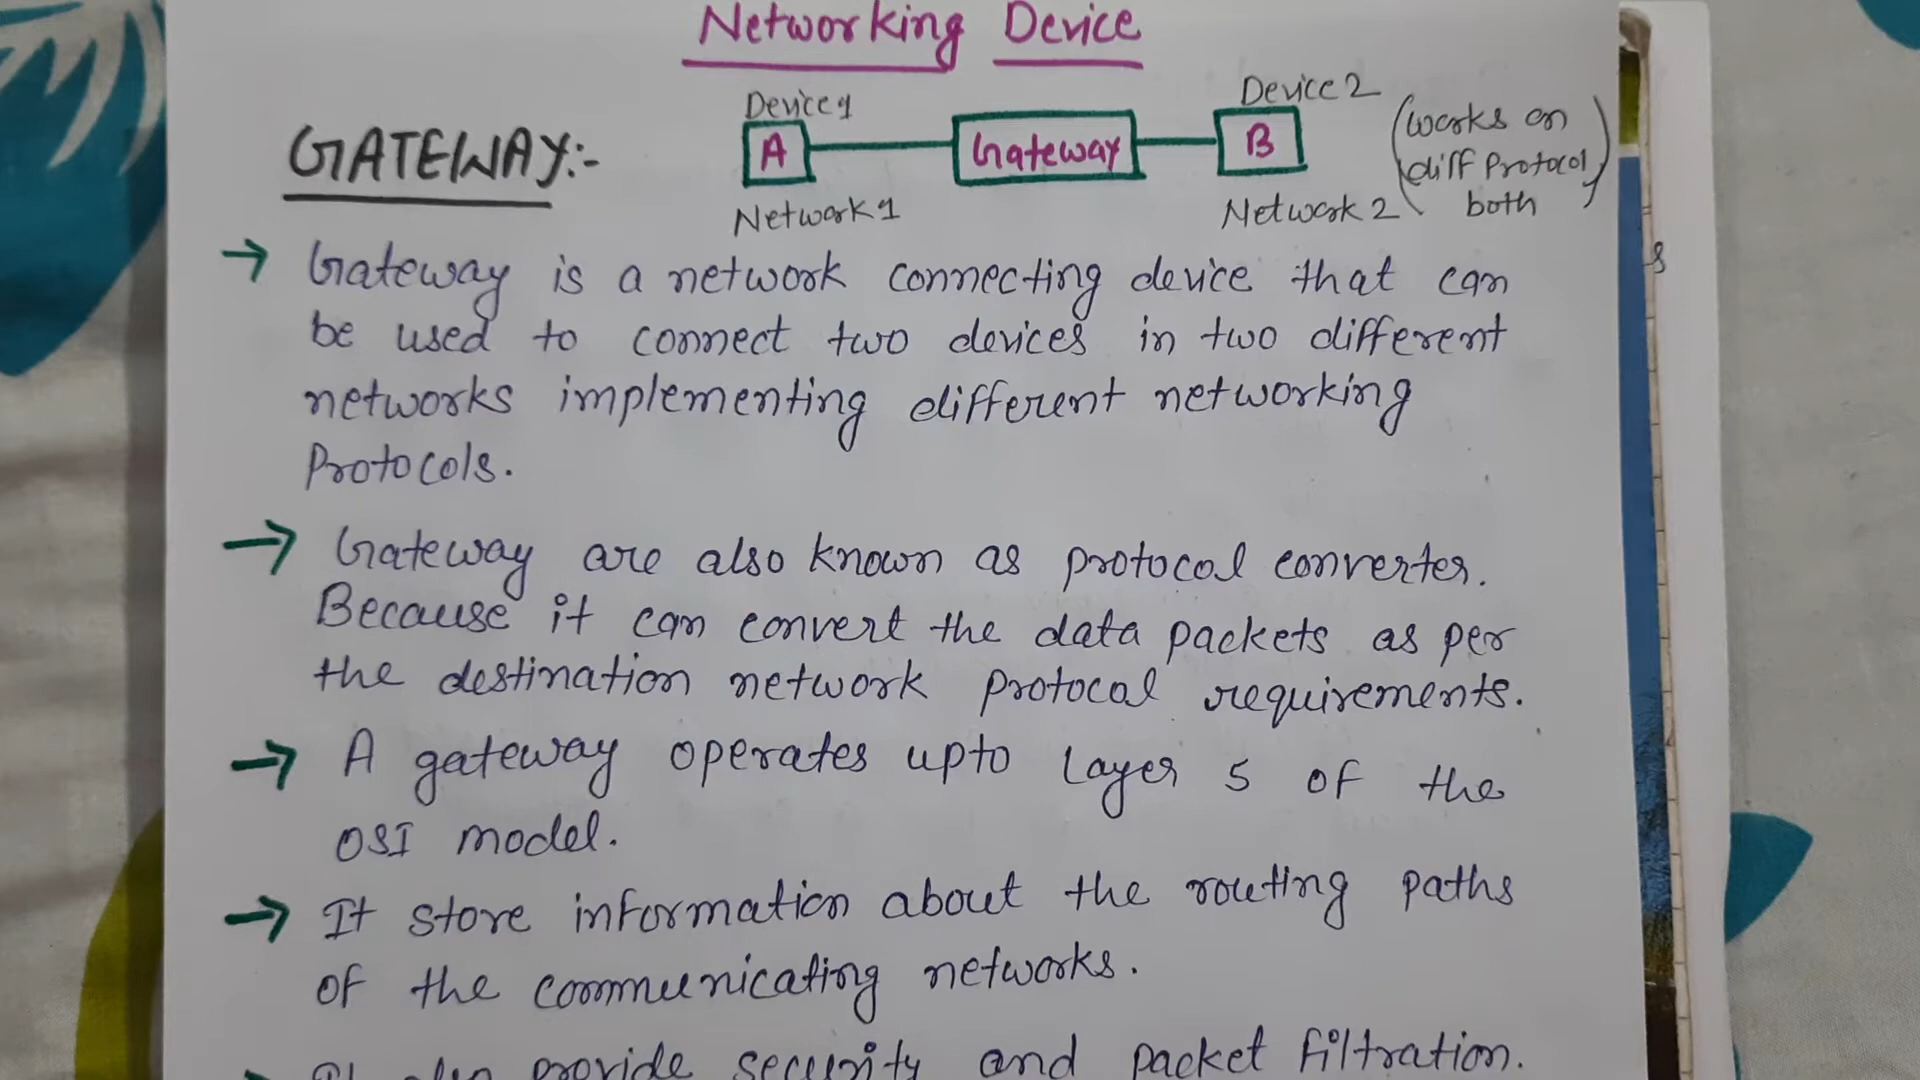 Networking Device
Device 1
Device 2
GATEWAY:-
A
Gateway
B
(works on
diff Protocol
both
Network 1
Network 2
→ Gateway is a network connecting device that can
be used to connect two devices in two different
networks implementing different networking
Protocols.
→ Gateway are also known as protocol converter.
Because it can convert the data packets as per
the destination network protocol requirements.
→ A gateway operates upto Layer 5 of the
OSI model.
→ It store information about the routing paths
of the communicating networks.
provide security and packet filtration.